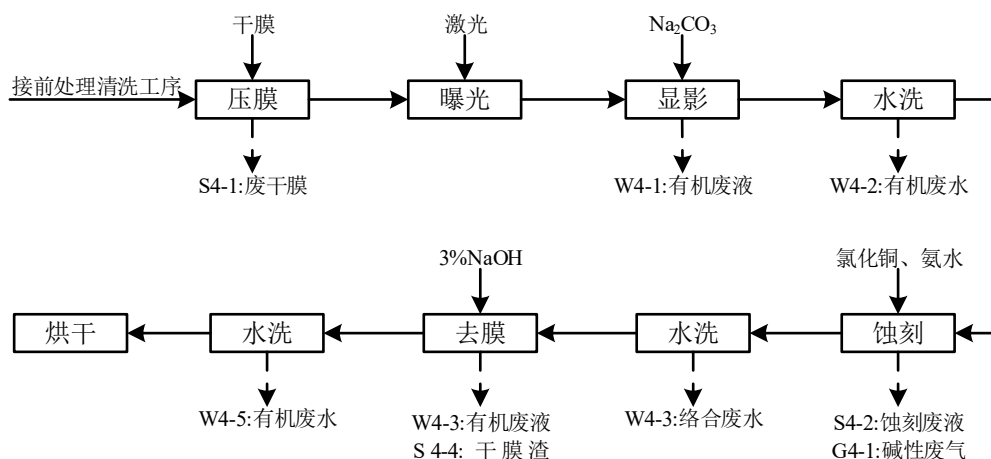 干膜
激光
Na₂CO₃
接前处理清洗工序
压膜
曝光
显影
水洗
S4-1:废干膜
W4-1:有机废液
W4-2:有机废水
3%NaOH
氯化铜、氨水
烘干
水洗
去膜
水洗
蚀刻
W4-5:有机废水
W4-3:有机废液
S 4-4: 干膜渣
W4-3:络合废水
S4-2:蚀刻废液
G4-1:碱性废气